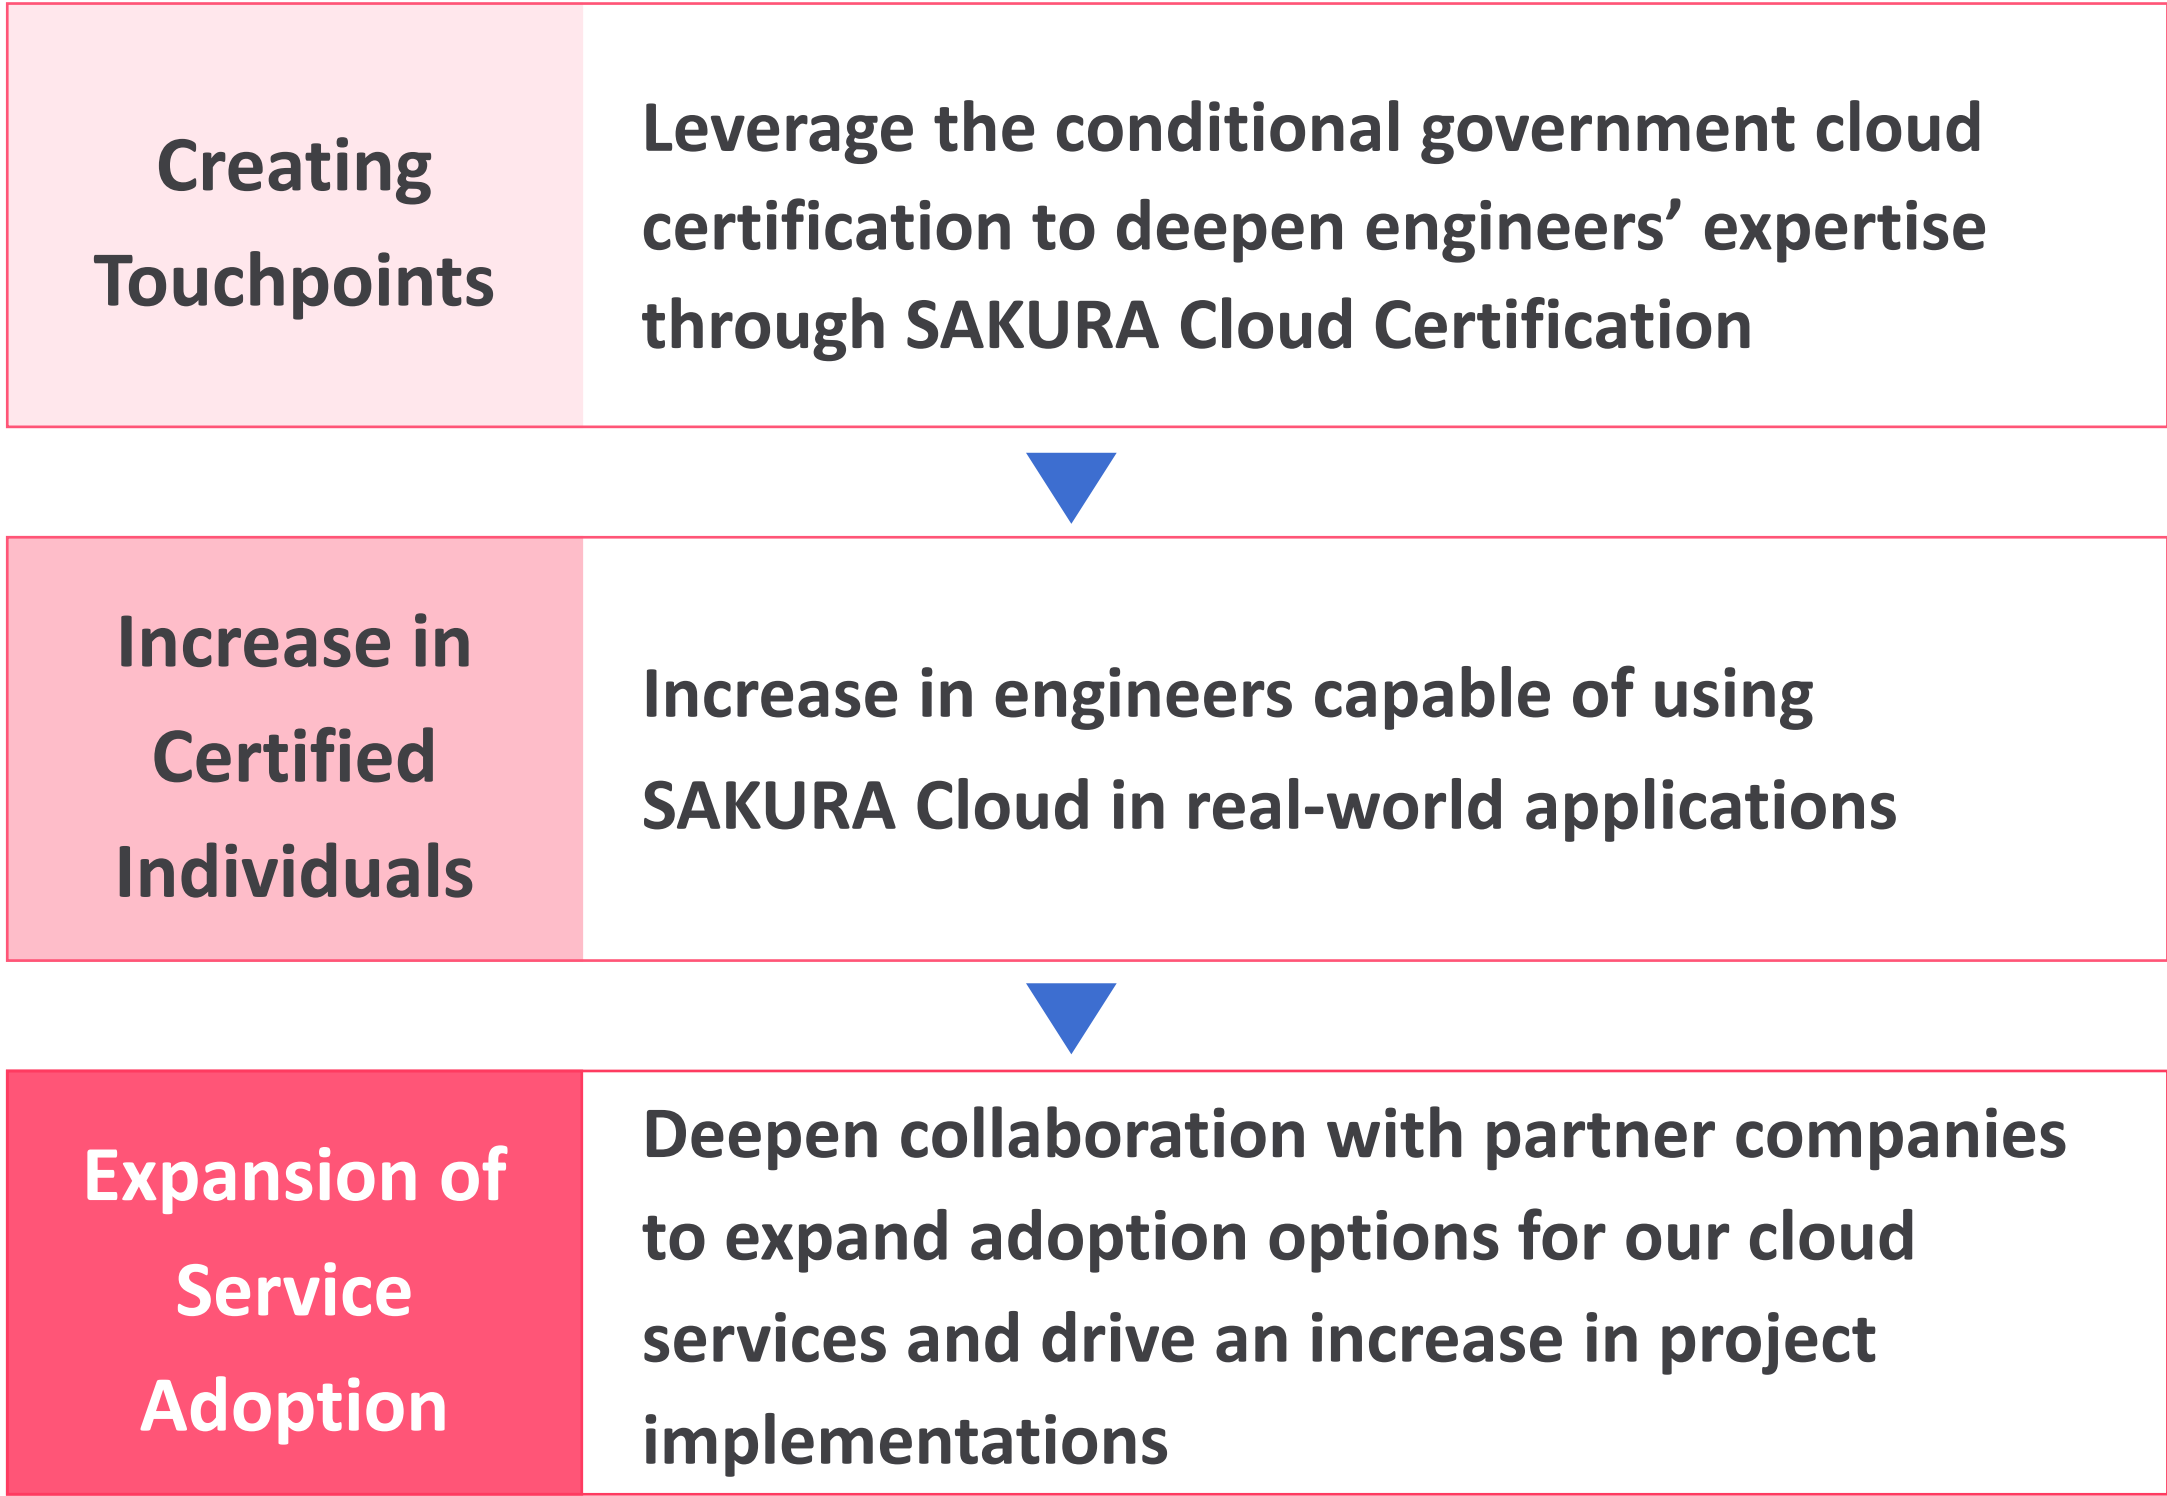 Creating
Touchpoints
Leverage the conditional government cloud
certification to deepen engineers’ expertise
through SAKURA Cloud Certification
Increase in
Certified
Individuals
Increase in engineers capable of using
SAKURA Cloud in real-world applications
Expansion of
Service
Adoption
Deepen collaboration with partner companies
to expand adoption options for our cloud
services and drive an increase in project
implementations